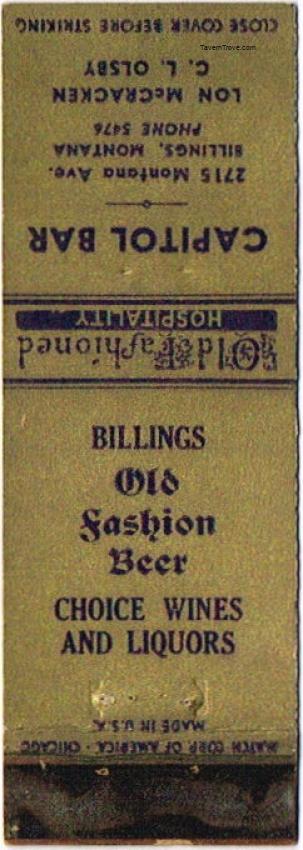 CLOSE COVER BEFORE STRIKING
TavernTrove.com
C. L. OLSBY
LON McCRACKEN
PHONE 5476
BILLINGS, MONTANA
2715 Montana Ave.
CAPITOL BAR
HOSPITALITY
Old Fashioned
BILLINGS
Old
Fashion
Beer
CHOICE WINES
AND LIQUORS
MADE IN U.S.A.
MATCH CORP OF AMERICA, CHICAGO